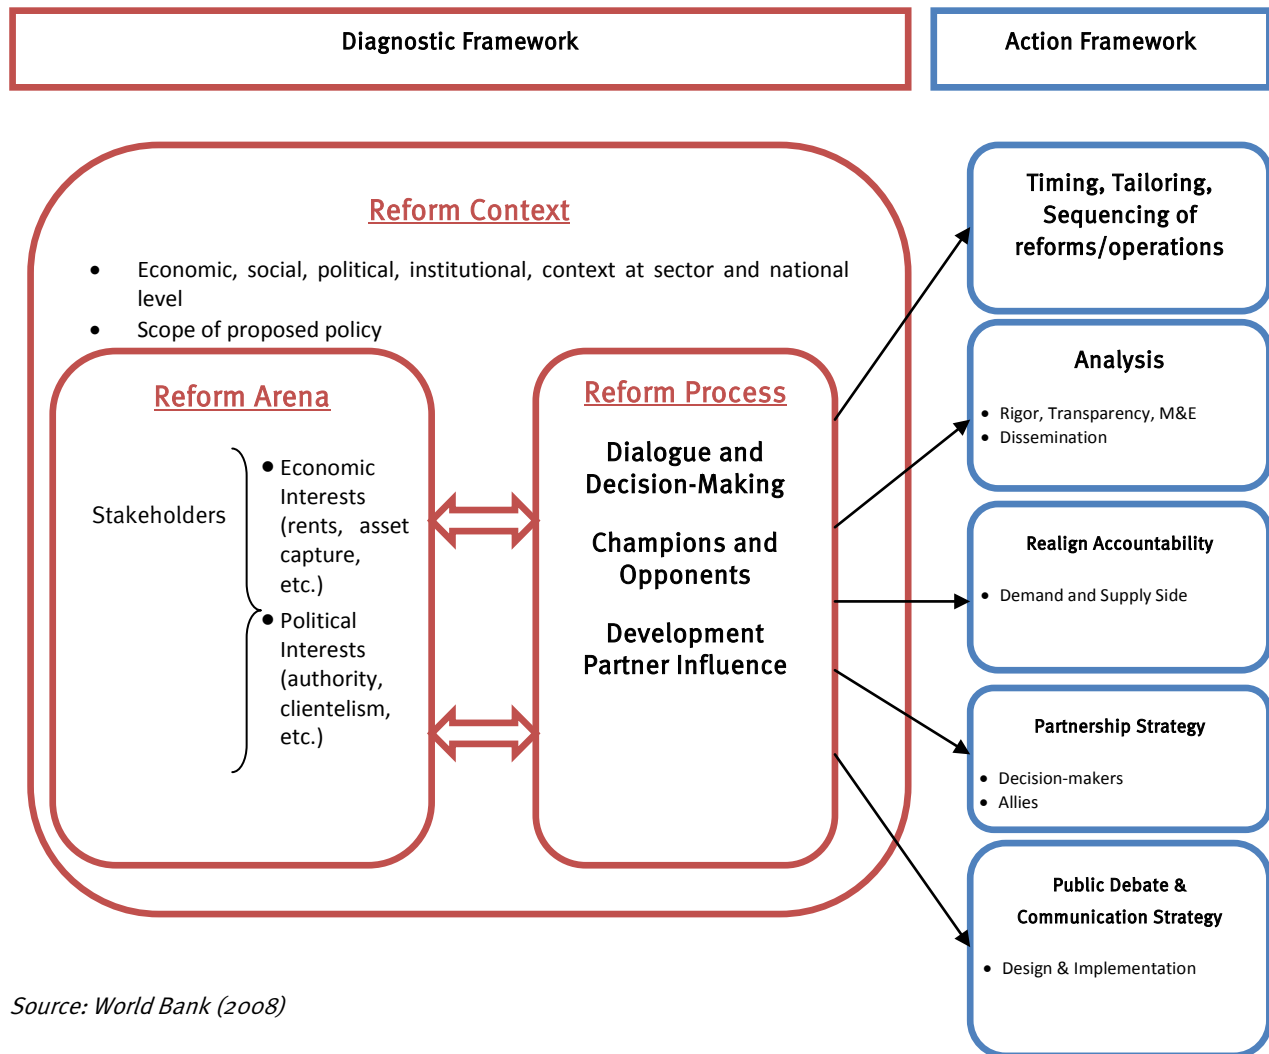 Diagnostic Framework
Action Framework
Reform Context
• Economic, social, political, institutional, context at sector and national
level
• Scope of proposed policy
Reform Arena
Stakeholders
• Economic
Interests
(rents, asset
capture,
etc.)
• Political
Interests
(authority,
clientelism,
etc.)
Reform Process
Dialogue and
Decision-Making
Champions and
Opponents
Development
Partner Influence
Timing, Tailoring,
Sequencing of
reforms/operations
Analysis
• Rigor, Transparency, M&E
• Dissemination
Realign Accountability
• Demand and Supply Side
Partnership Strategy
• Decision-makers
• Allies
Public Debate &
Communication Strategy
• Design & Implementation
Source: World Bank (2008)